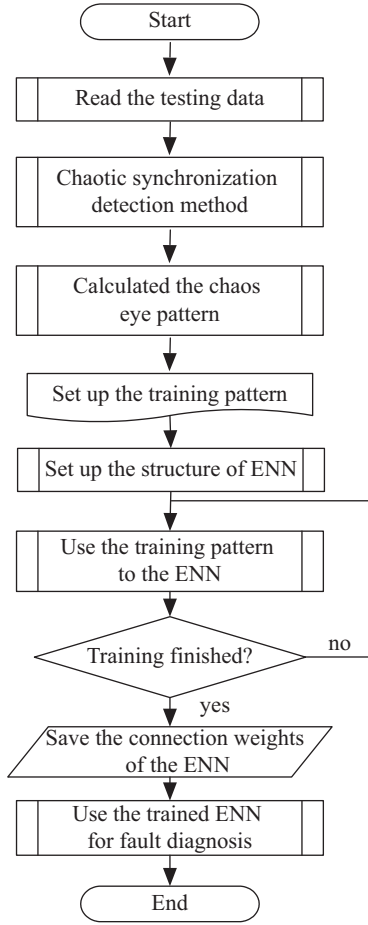 Start
Read the testing data
Chaotic synchronization
detection method
Calculated the chaos
eye pattern
Set up the training pattern
Set up the structure of ENN
Use the training pattern
to the ENN
Training finished?
no
yes
Save the connection weights
of the ENN
Use the trained ENN
for fault diagnosis
End